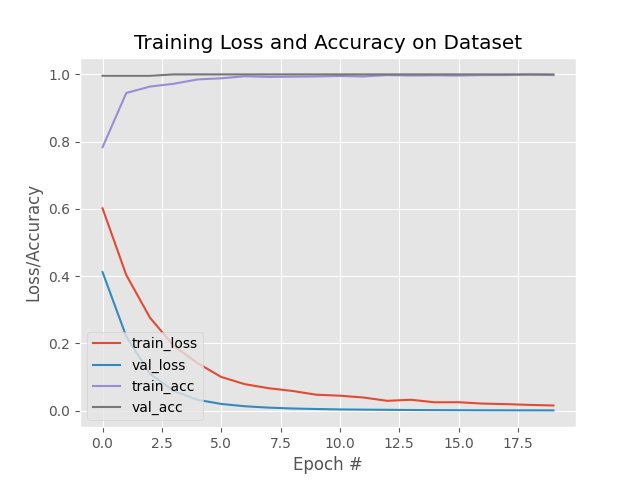 Training Loss and Accuracy on Dataset
1.0
0.8
0.6
0.4
0.2
0.0
Loss/Accuracy
train_loss
val_loss
train_acc
val_acc
0.0 2.5 5.0 7.5 10.0 12.5 15.0 17.5
Epoch #